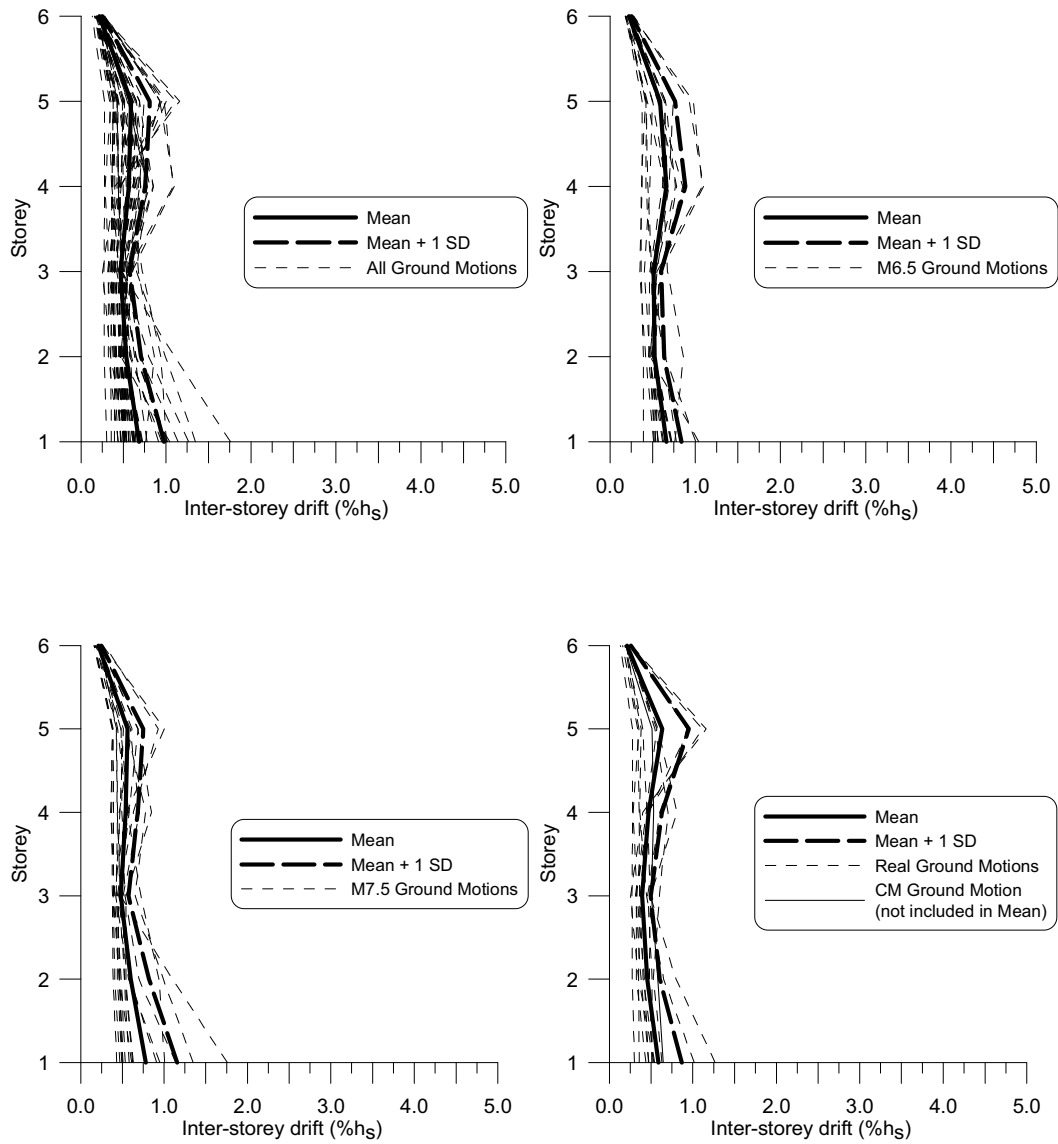 6
5
4
3
2
1
Storey
0.0 1.0 2.0 3.0 4.0 5.0
Inter-storey drift (%hS)
Mean
Mean + 1 SD
All Ground Motions
6
5
4
3
2
1
Storey
0.0 1.0 2.0 3.0 4.0 5.0
Inter-storey drift (%hS)
Mean
Mean + 1 SD
M6.5 Ground Motions
6
5
4
3
2
1
Storey
0.0 1.0 2.0 3.0 4.0 5.0
Inter-storey drift (%hS)
Mean
Mean + 1 SD
M7.5 Ground Motions
6
5
4
3
2
1
Storey
0.0 1.0 2.0 3.0 4.0 5.0
Inter-storey drift (%hS)
Mean
Mean + 1 SD
Real Ground Motions
CM Ground Motion
(not included in Mean)